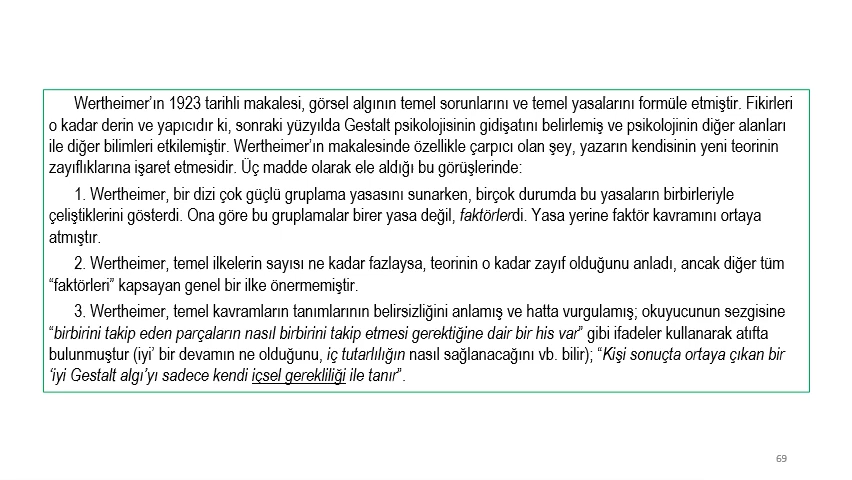 Wertheimer’ın 1923 tarihli makalesi, görsel algının temel sorunlarını ve temel yasalarını formüle etmiştir. Fikirleri
o kadar derin ve yapıcıdır ki, sonraki yüzyılda Gestalt psikolojisinin gidişatını belirlemiş ve psikolojinin diğer alanları
ile diğer bilimleri etkilemiştir. Wertheimer’ın makalesinde özellikle çarpıcı olan şey, yazarın kendisinin yeni teorinin
zayıflıklarına işaret etmesidir. Üç madde olarak ele aldığı bu görüşlerinde:
1. Wertheimer, bir dizi çok güçlü gruplama yasasını sunarken, birçok durumda bu yasaların birbirleriyle
çeliştiklerini gösterdi. Ona göre bu gruplamalar birer yasa değil, faktörlerdi. Yasa yerine faktör kavramını ortaya
atmıştır.
2. Wertheimer, temel ilkelerin sayısı ne kadar fazlaysa, teorinin o kadar zayıf olduğunu anladı, ancak diğer tüm
“faktörleri” kapsayan genel bir ilke önermemiştir.
3. Wertheimer, temel kavramların tanımlarının belirsizliğini anlamış ve hatta vurgulamış; okuyucunun sezgisine
“birbirini takip eden parçaların nasıl birbirini takip etmesi gerektiğine dair bir his var” gibi ifadeler kullanarak atıfta
bulunmuştur (iyi’ bir devamın ne olduğunu, iç tutarlılığın nasıl sağlanacağını vb. bilir); “Kişi sonuçta ortaya çıkan bir
‘iyi Gestalt algı’yı sadece kendi içsel gerekliliği ile tanır”.
69